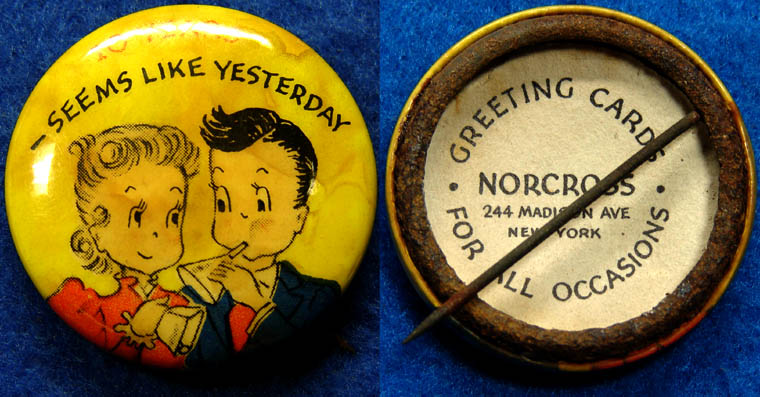 — SEEMS LIKE YESTERDAY
GREETING CARDS
NORCROSS
244 MADISON AVE
NEW YORK
• FOR ALL OCCASIONS •